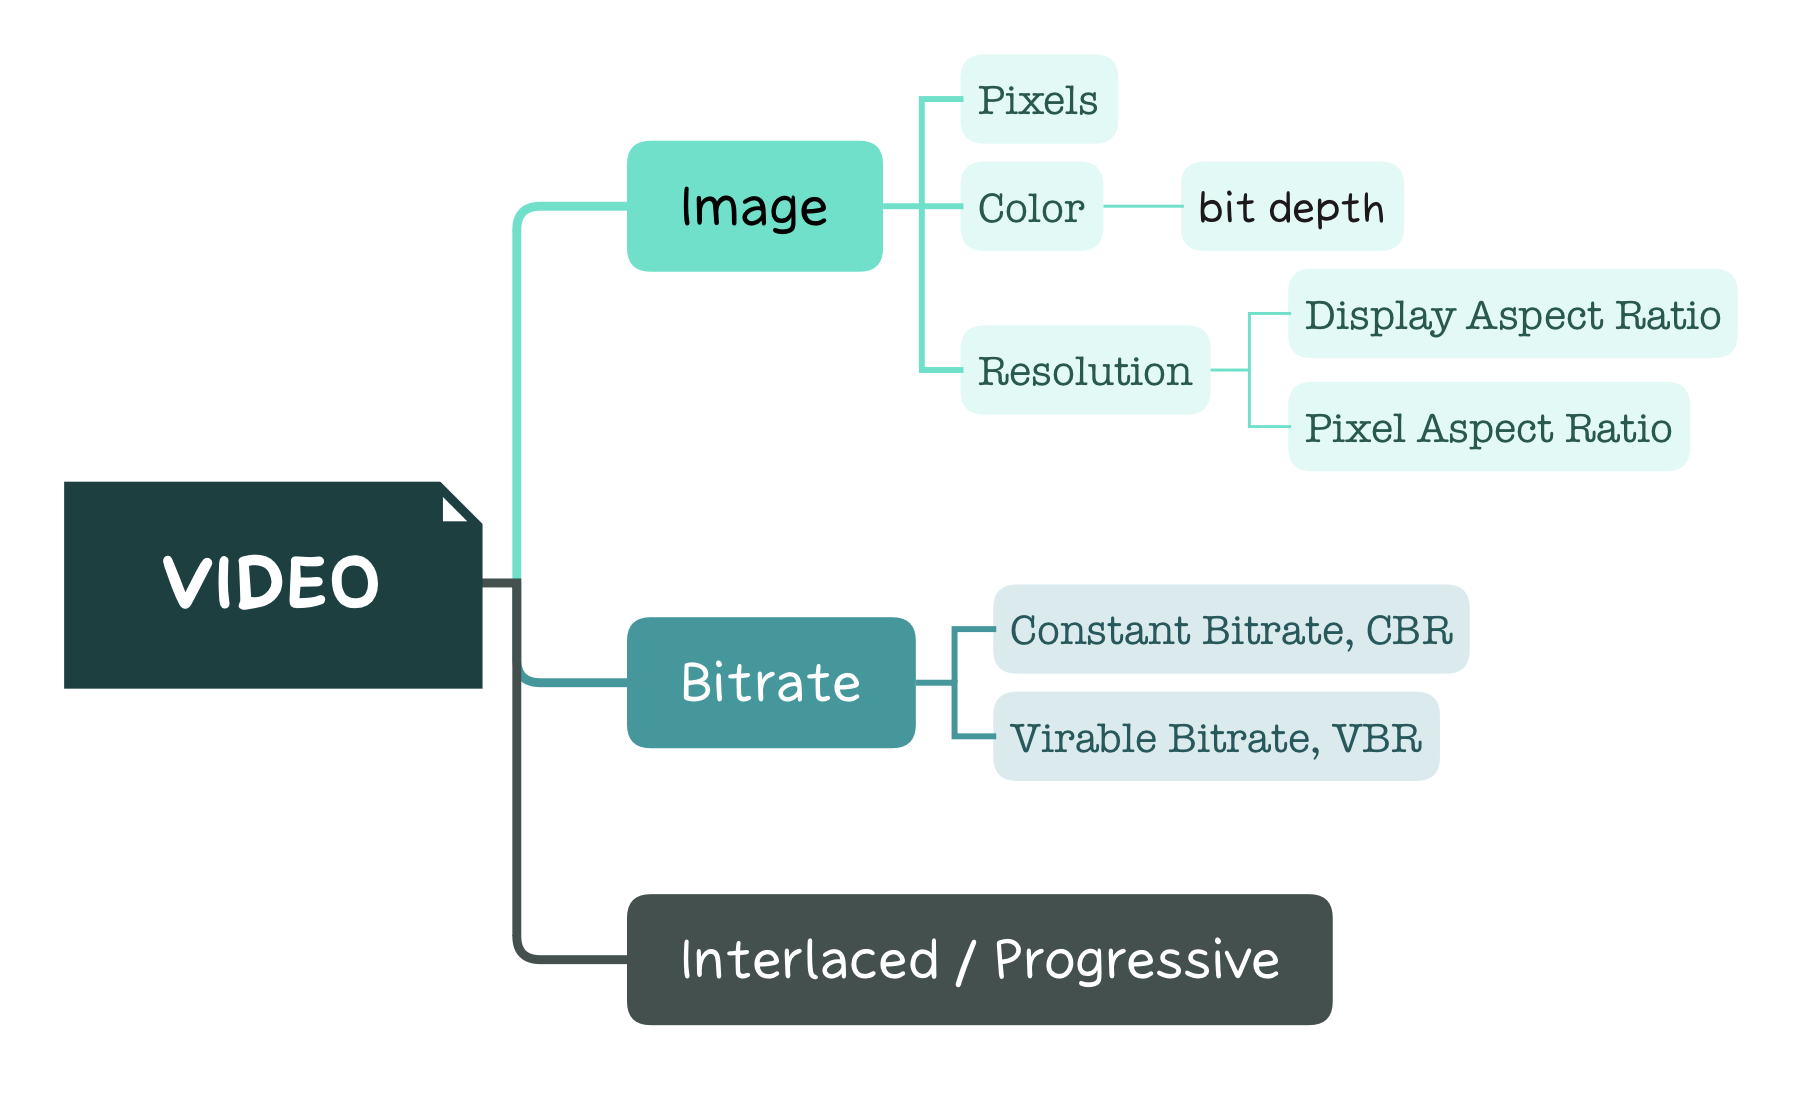 VIDEO
Image
Pixels
Color
bit depth
Resolution
Display Aspect Ratio
Pixel Aspect Ratio
Bitrate
Constant Bitrate, CBR
Virable Bitrate, VBR
Interlaced / Progressive